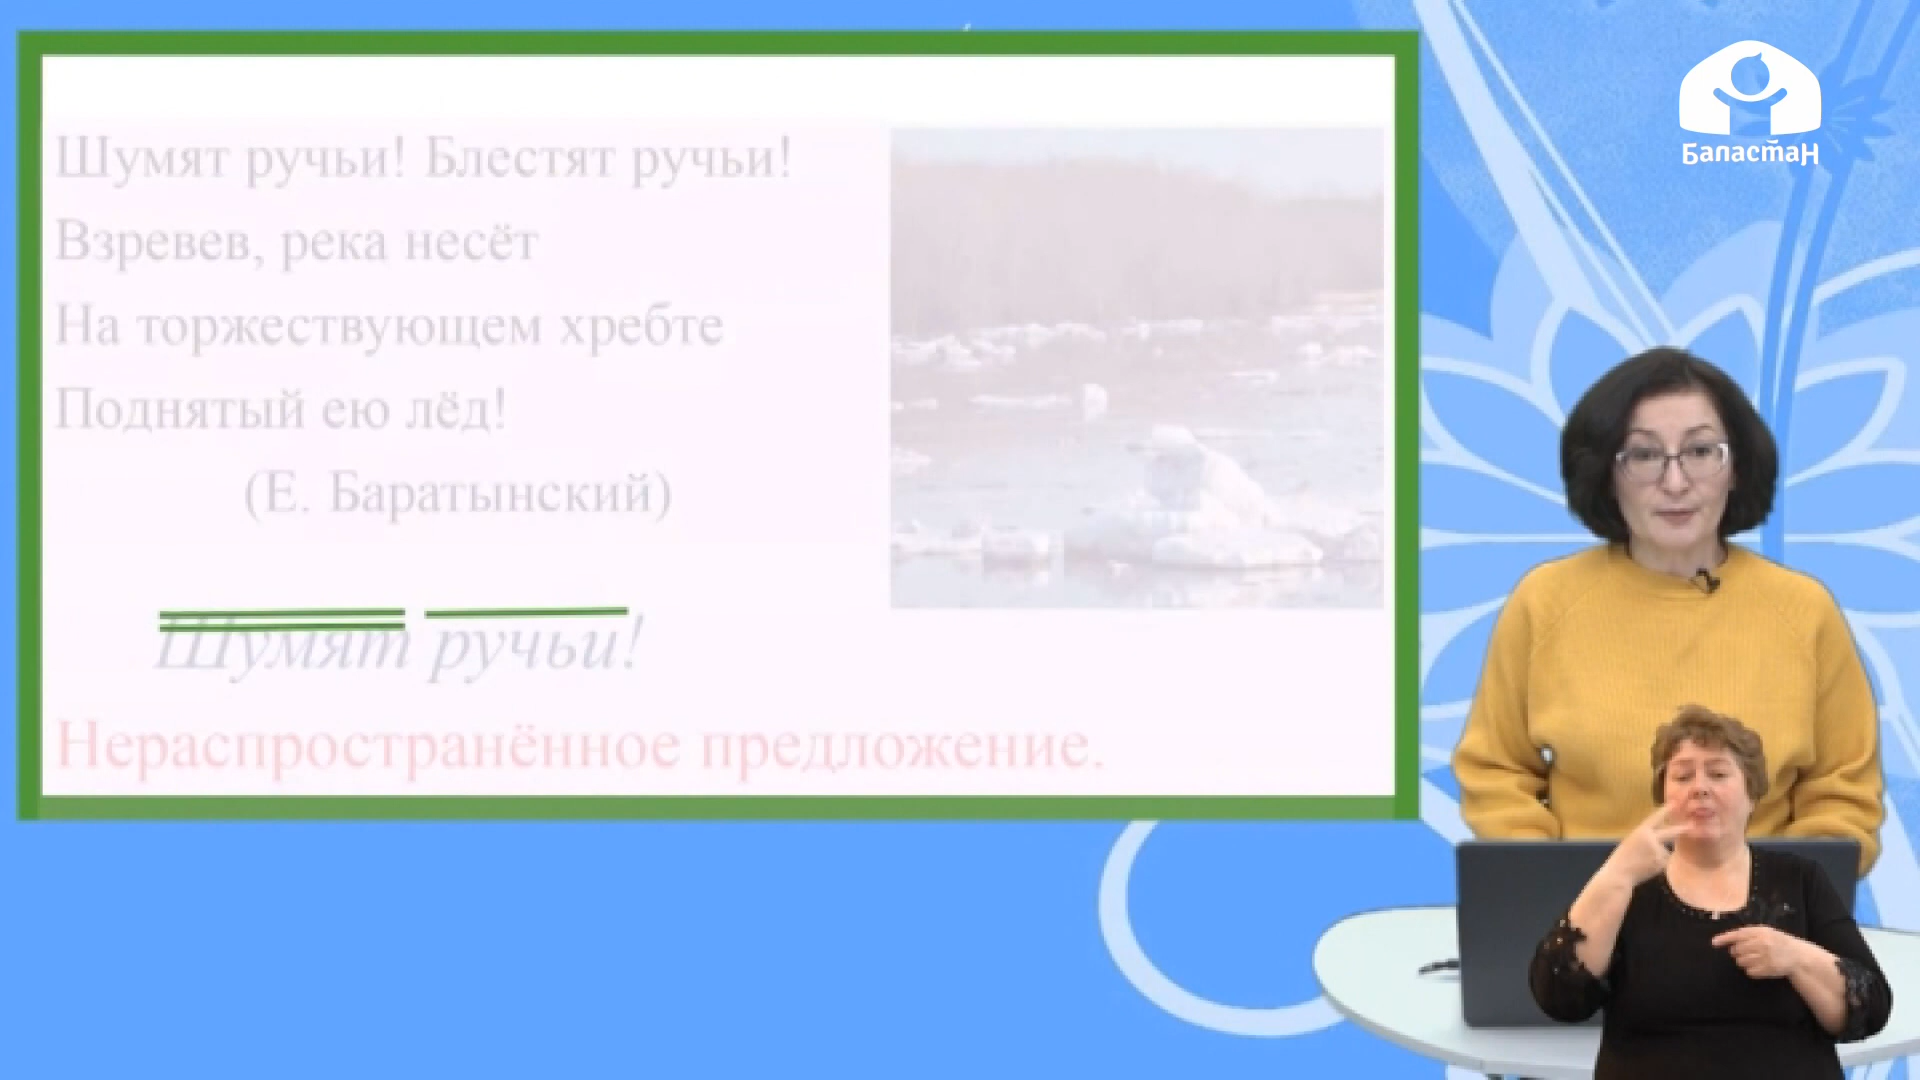 Шумят ручьи! Блестят ручьи!
Взревев, река несёт
На торжествующем хребте
Поднятый ею лёд!
(Е. Баратынский)
Шумят ручьи!
Нераспространённое предложение.
Баластан